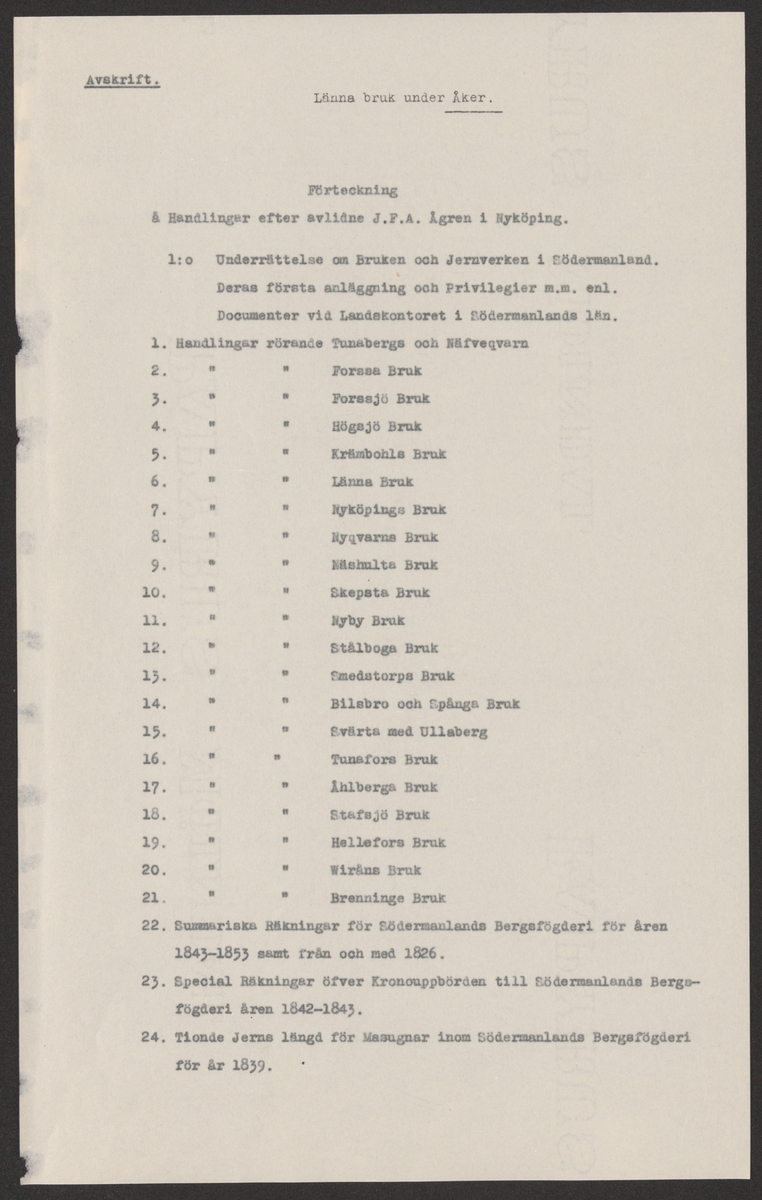 Avskrift.
Länna bruk under Åker.
Förteckning
å Handlingar efter avlidne J.F.A. Ågren i Nyköping.
1:o Underrättelse om Bruken och Jernverken i Södermanland.
Deras första anläggning och Privilegier m.m. enl.
Documenter vid Landskontoret i Södermanlands län.
1. Handlingar rörande Tunabergs och Näfveqvarn
2. " " Forssa Bruk
3. " " Forssjö Bruk
4. " " Högsjö Bruk
5. " " Krämbohls Bruk
6. " " Länna Bruk
7. " " Nyköpings Bruk
8. " " Nyqvarns Bruk
9. " " Näshulta Bruk
10. " " Skepsta Bruk
11. " " Nyby Bruk
12. " " Stålboga Bruk
13. " " Smedstorps Bruk
14. " " Bilsbro och Spånga Bruk
15. " " Svärta med Ullaberg
16. " " Tunafors Bruk
17. " " Åhlberga Bruk
18. " " Stafsjö Bruk
19. " " Hellefors Bruk
20. " " Wiråns Bruk
21. " " Brenninge Bruk
22. Summariska Räkningar för Södermanlands Bergsfögderi för åren
1843-1853 samt från och med 1826.
23. Special Räkningar öfver Kronouppbörden till Södermanlands Bergs-
fögderi åren 1842-1843.
24. Tionde Jerns längd för Masugnar inom Södermanlands Bergsfögderi
för år 1839.